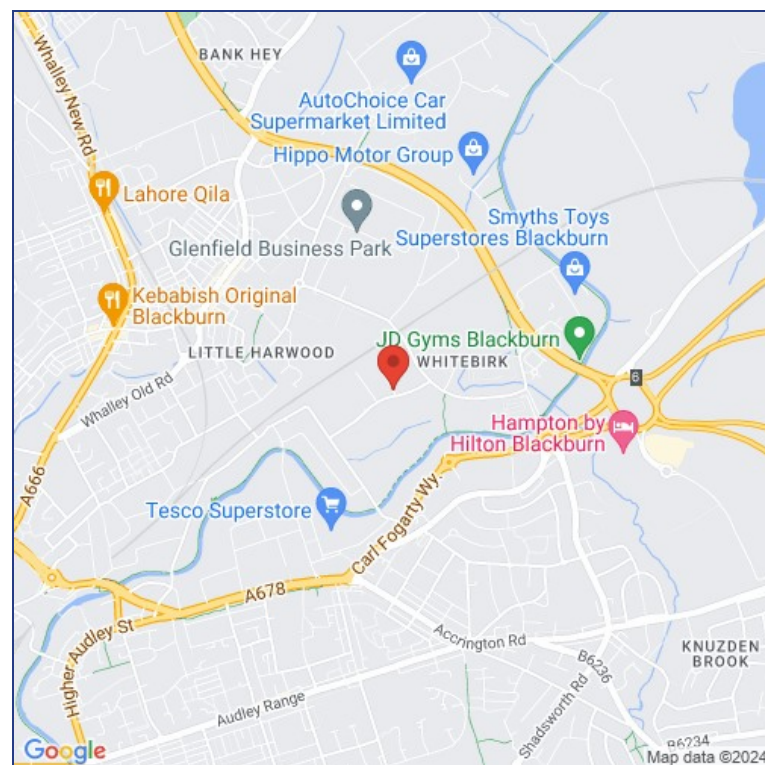 BANK HEY
Whalley New Rd
AutoChoice Car
Supermarket Limited
Hippo Motor Group
Lahore Qila
Smyths Toys
Superstores Blackburn
Glenfield Business Park
Kebabish Original
Blackburn
JD Gyms Blackburn
LITTLE HARWOOD
WHITEBIRK
6
Whalley Old Rd
Hampton by
Hilton Blackburn
A666
Tesco Superstore
Carl Fogarty Wy.
A678
Higher Audley St
Accrington Rd
KNUZDEN
BROOK
B6236
Audley Range
Shadsworth Rd
B6234
Google
Map data ©2024